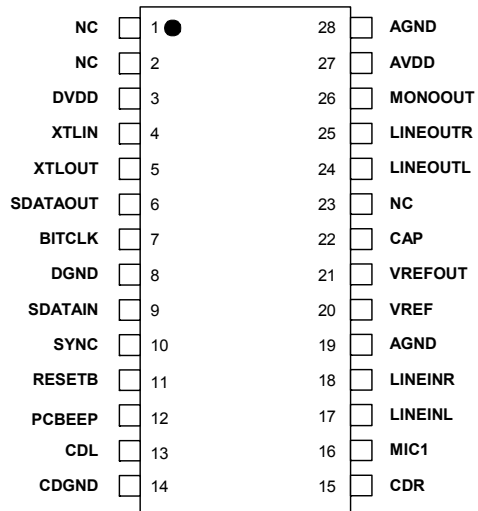 NC 1 28 AGND
NC 2 27 AVDD
DVDD 3 26 MONOOUT
XTLIN 4 25 LINEOUTR
XTLOUT 5 24 LINEOUTL
SDATAOUT 6 23 NC
BITCLK 7 22 CAP
DGND 8 21 VREFOUT
SDATAIN 9 20 VREF
SYNC 10 19 AGND
RESETB 11 18 LINEINR
PCBEEP 12 17 LINEINL
CDL 13 16 MIC1
CDGND 14 15 CDR